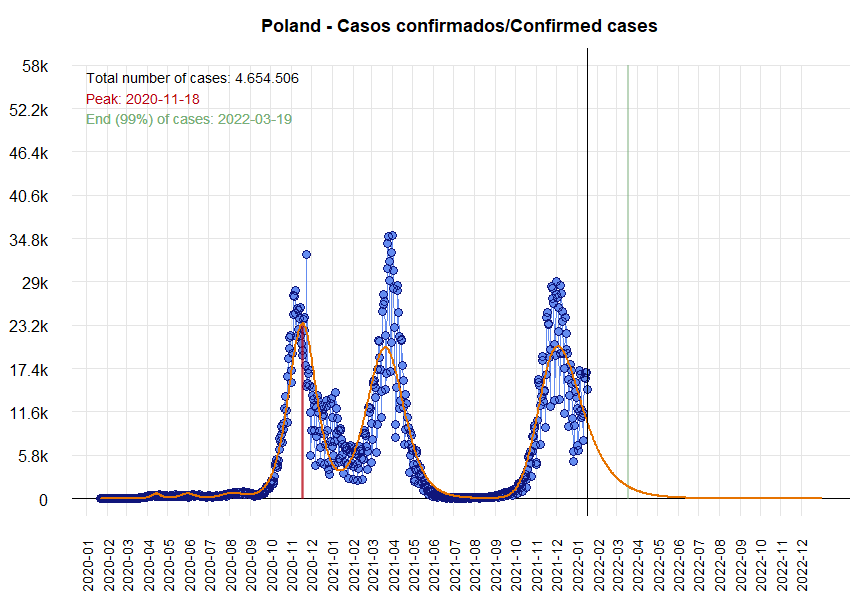 Poland - Casos confirmados/Confirmed cases
58k
Total number of cases: 4.654.506
Peak: 2020-11-18
End (99%) of cases: 2022-03-19
52.2k
46.4k
40.6k
34.8k
29k
23.2k
17.4k
11.6k
5.8k
0
2020-01
2020-02
2020-03
2020-04
2020-05
2020-06
2020-07
2020-08
2020-09
2020-10
2020-11
2020-12
2021-01
2021-02
2021-03
2021-04
2021-05
2021-06
2021-07
2021-08
2021-09
2021-10
2021-11
2021-12
2022-01
2022-02
2022-03
2022-04
2022-05
2022-06
2022-07
2022-08
2022-09
2022-10
2022-11
2022-12